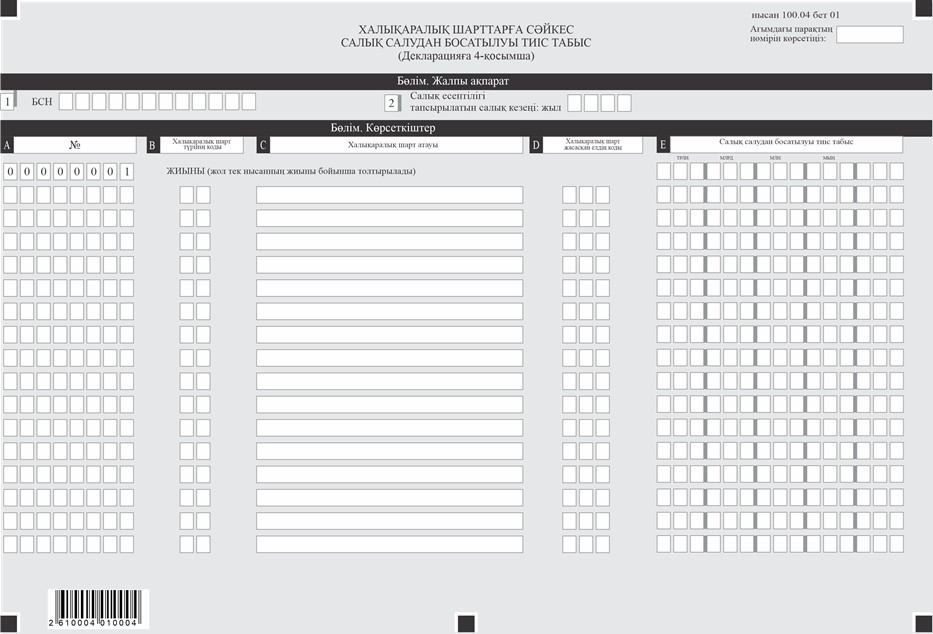 нысан 100.04 бет 01
ХАЛЫҚАРАЛЫҚ ШАРТТАРҒА СӘЙКЕС
САЛЫҚ САЛУДАН БОСАТЫЛУЫ ТИІС ТАБЫС
(Декларацияға 4-қосымша)
Ағымдағы парақтың
нөмірін көрсетіңіз:
Бөлім. Жалпы ақпарат
1 БСН
2 Салық есептілігі
тапсырылатын салық кезеңі: жыл
Бөлім. Көрсеткіштер
A №
B Халықаралық шарт
түрінің коды
C Халықаралық шарт атауы
D Халықаралық шарт
жасасқан елдің коды
E Салық салудан босатылуы тиіс табыс
трлн млрд млн мың
0 0 0 0 0 0 0 1 ЖИЫНЫ (жол тек нысанның жиыны бойынша толтырылады)
2 610004 010004